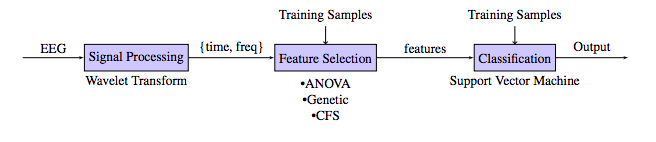 Training Samples
Training Samples
EEG
Signal Processing
{time, freq}
Feature Selection
features
Classification
Output
Wavelet Transform
•ANOVA
•Genetic
•CFS
Support Vector Machine